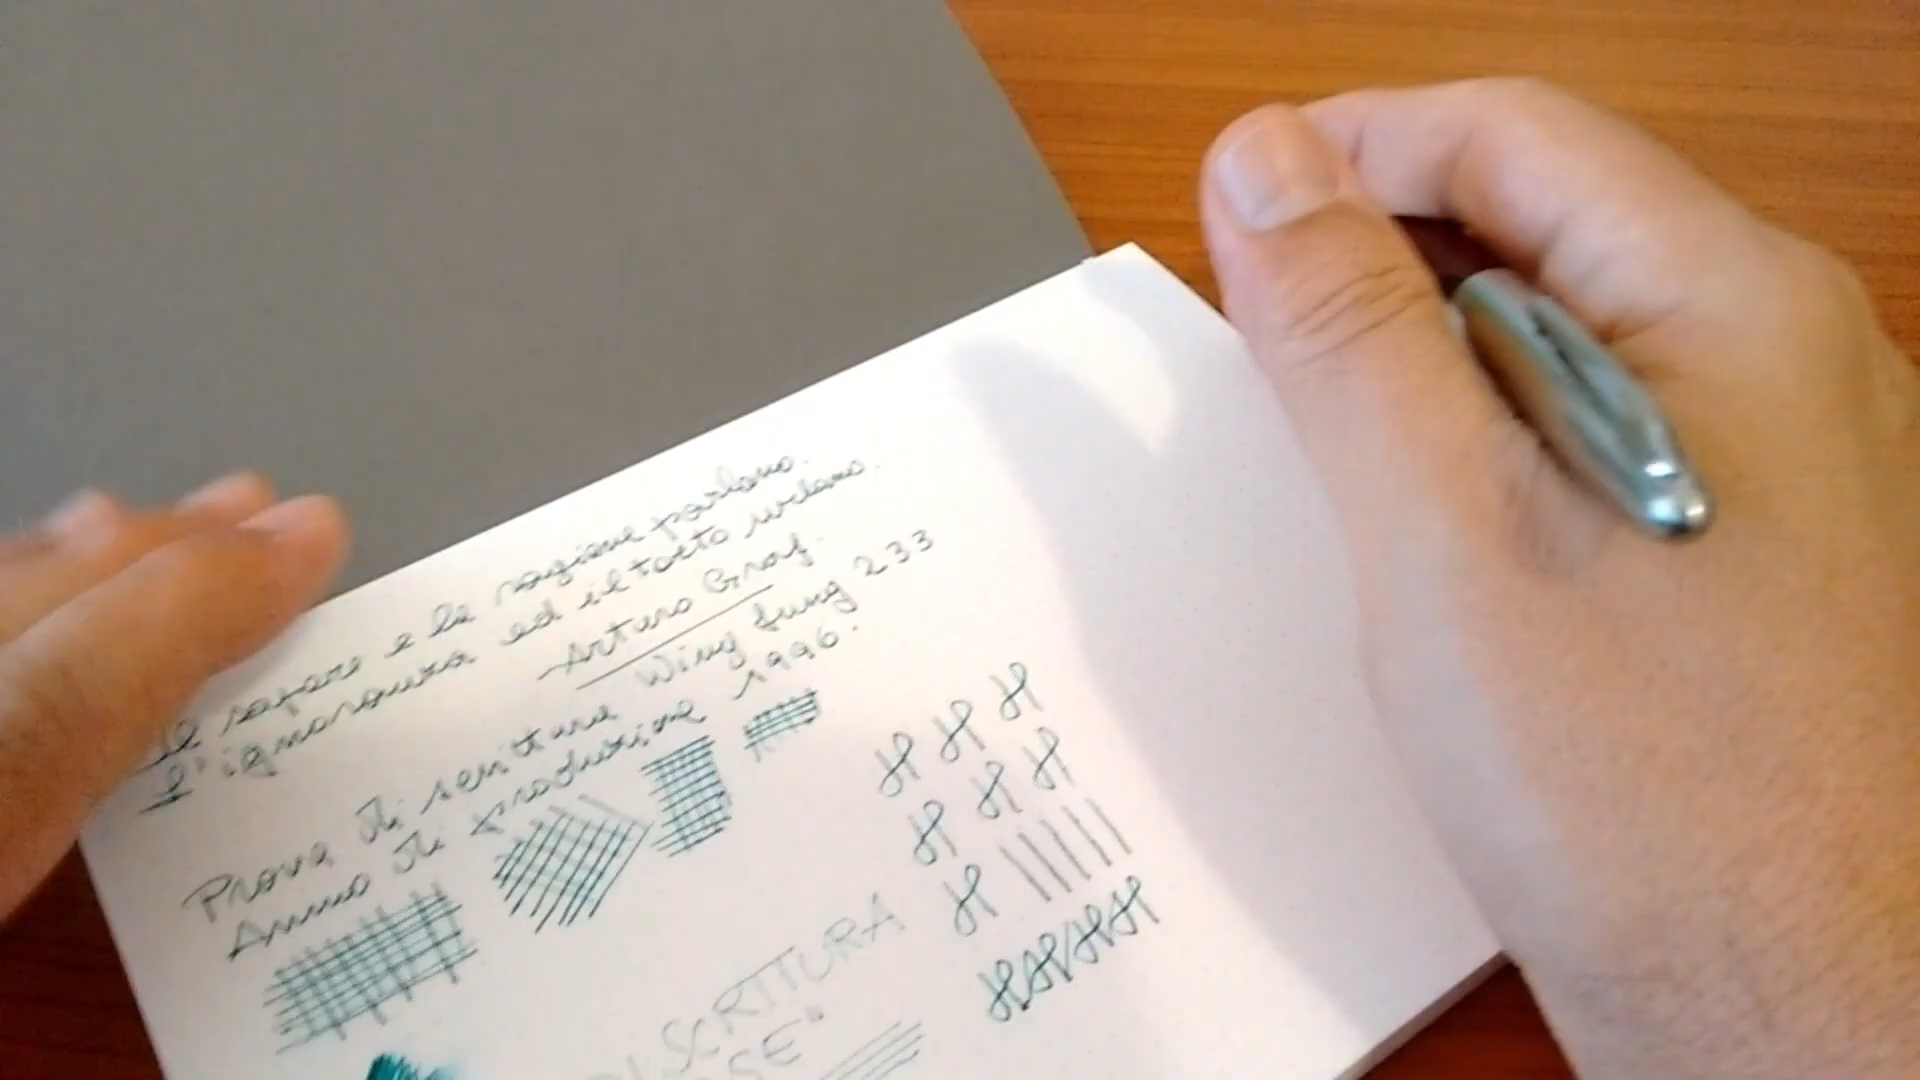 Il sapere e la ragione parlano.
l'ignoranza ed il torto urlano.
Arturo Graf.
Prova di scrittura Wing Sung 233
Anno di produzione 1996.
H H H
H H H
H
DI SCRITTURA